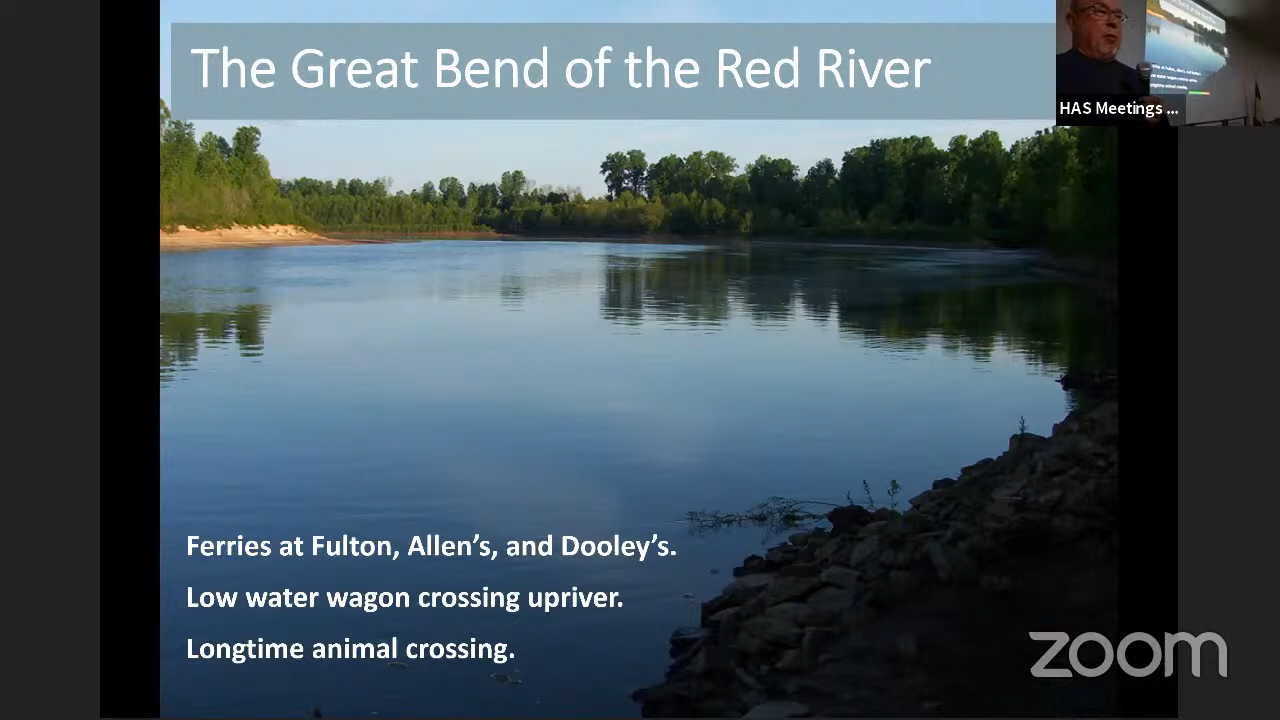 The Great Bend of the Red River
HAS Meetings ...
Ferries at Fulton, Allen’s, and Dooley’s.
Low water wagon crossing upriver.
Longtime animal crossing.
zoom